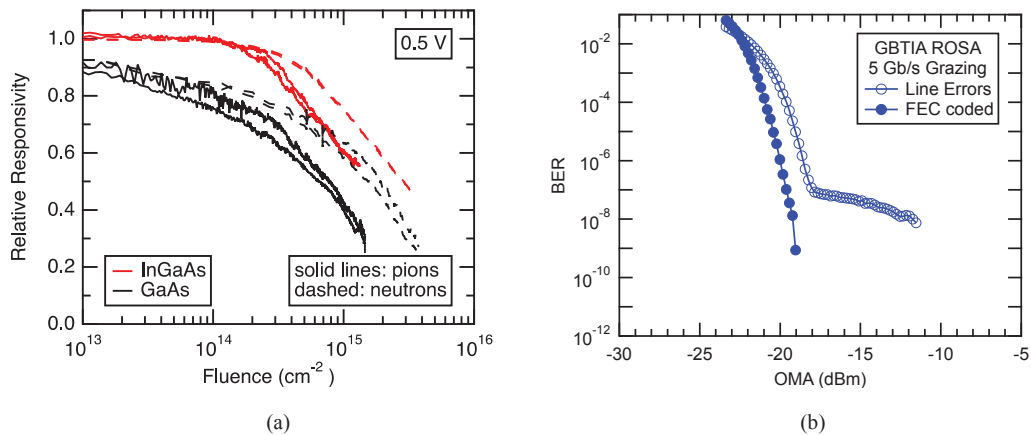 Relative Responsivity
1.0
0.8
0.6
0.4
0.2
0.0
0.5 V
InGaAs
GaAs
solid lines: pions
dashed: neutrons
10^13
10^14
10^15
10^16
Fluence (cm^-2)
(a)
BER
10^-2
10^-4
10^-6
10^-8
10^-10
10^-12
GBTIA ROSA
5 Gb/s Grazing
Line Errors
FEC coded
-30
-25
-20
-15
-10
-5
OMA (dBm)
(b)